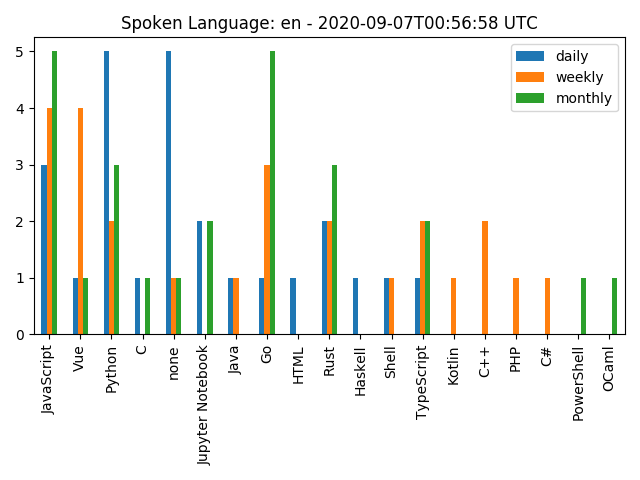 Spoken Language: en - 2020-09-07T00:56:58 UTC
daily
weekly
monthly
5
4
3
2
1
0
JavaScript
Vue
Python
C
none
Jupyter Notebook
Java
Go
HTML
Rust
Haskell
Shell
TypeScript
Kotlin
C++
PHP
C#
PowerShell
OCaml